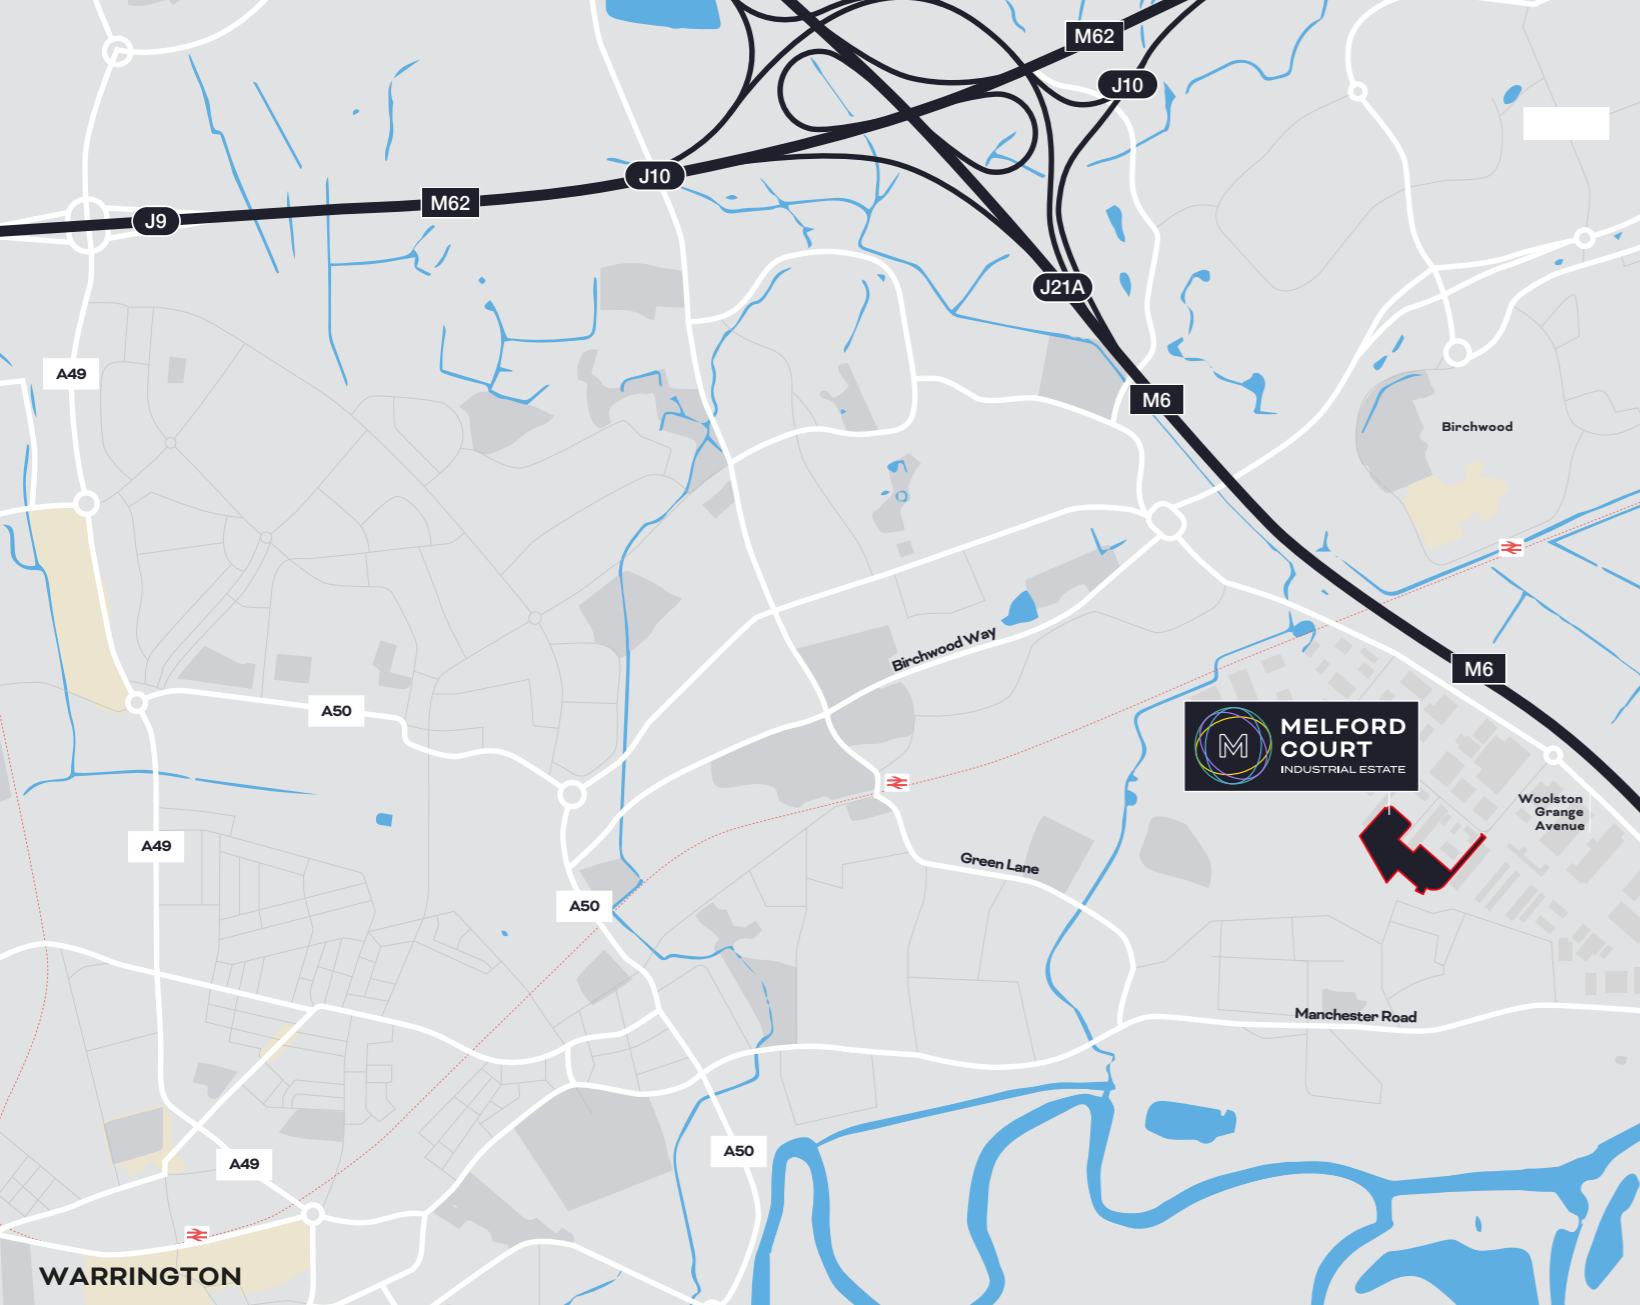 M62
J10
J10
M62
J9
J21A
A49
M6
Birchwood
Birchwood Way
M6
A50
M
MELFORD
COURT
INDUSTRIAL ESTATE
Woolston
Grange
Avenue
A49
Green Lane
A50
Manchester Road
A50
A49
WARRINGTON